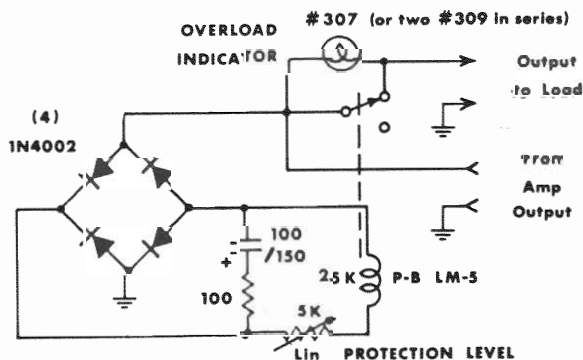 #307 (or two #309 in series)
OVERLOAD
INDICATOR
Output
to Load
(4)
1N4002
From
Amp
Output
100
/150
+ -
2.5 K
P-B LM-5
100
5K
Lin PROTECTION LEVEL